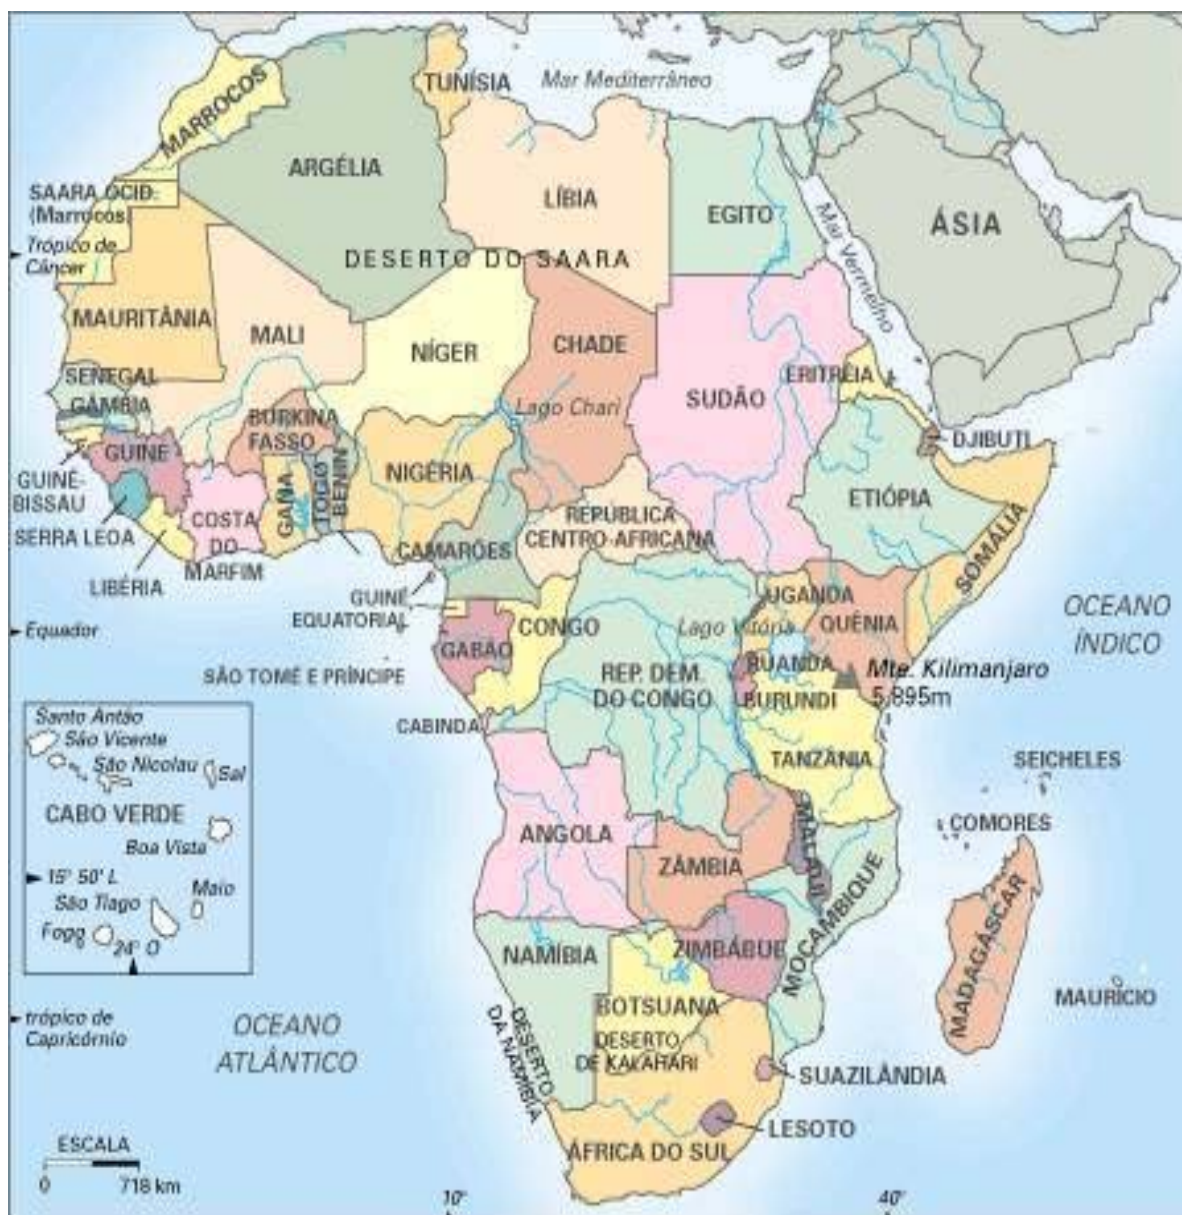 Mar Mediterrâneo
TUNÍSIA
MARROCOS
ARGÉLIA
LÍBIA
EGITO
SAARA OCID.
(Marrocos)
Mar Vermelho
ÁSIA
Trópico de
Câncer
DESERTO DO SAARA
MAURITÂNIA
MALI
NÍGER
CHADE
SUDÃO
ERITRÉIA
SENEGAL
GÂMBIA
Lago Chari
BURKINA
FASSO
DJIBUTI
GUINÉ
GUINÉ-
BISSAU
NIGÉRIA
TOGO
BENIN
GANA
ETIÓPIA
SERRA LEOA
COSTA
DO
MARFIM
REPÚBLICA
CENTRO-AFRICANA
CAMARÕES
SOMÁLIA
LIBÉRIA
GUINÉ
EQUATORIAL
UGANDA
OCEANO
ÍNDICO
Equador
CONGO
Lago Vitória
QUÊNIA
GABÃO
RUANDA
Mte. Kilimanjaro
5.895m
SÃO TOMÉ E PRÍNCIPE
REP. DEM.
DO CONGO
BURUNDI
CABINDA
TANZÂNIA
SEICHELES
Santo Antão
São Vicente
São Nicolau
Sal
CABO VERDE
Boa Vista
15° 50' L
Maio
São Tiago
Fogo
24° O
COMORES
ANGOLA
MALAUÍ
ZÂMBIA
MOÇAMBIQUE
MADAGÁSCAR
NAMÍBIA
ZIMBÁBUE
MAURÍCIO
BOTSUANA
trópico de
Capricórnio
OCEANO
ATLÂNTICO
DESERTO
DA NAMÍBIA
DESERTO
DE KALAHARI
SUAZILÂNDIA
LESOTO
ÁFRICA DO SUL
ESCALA
0 718 km
10°
40°